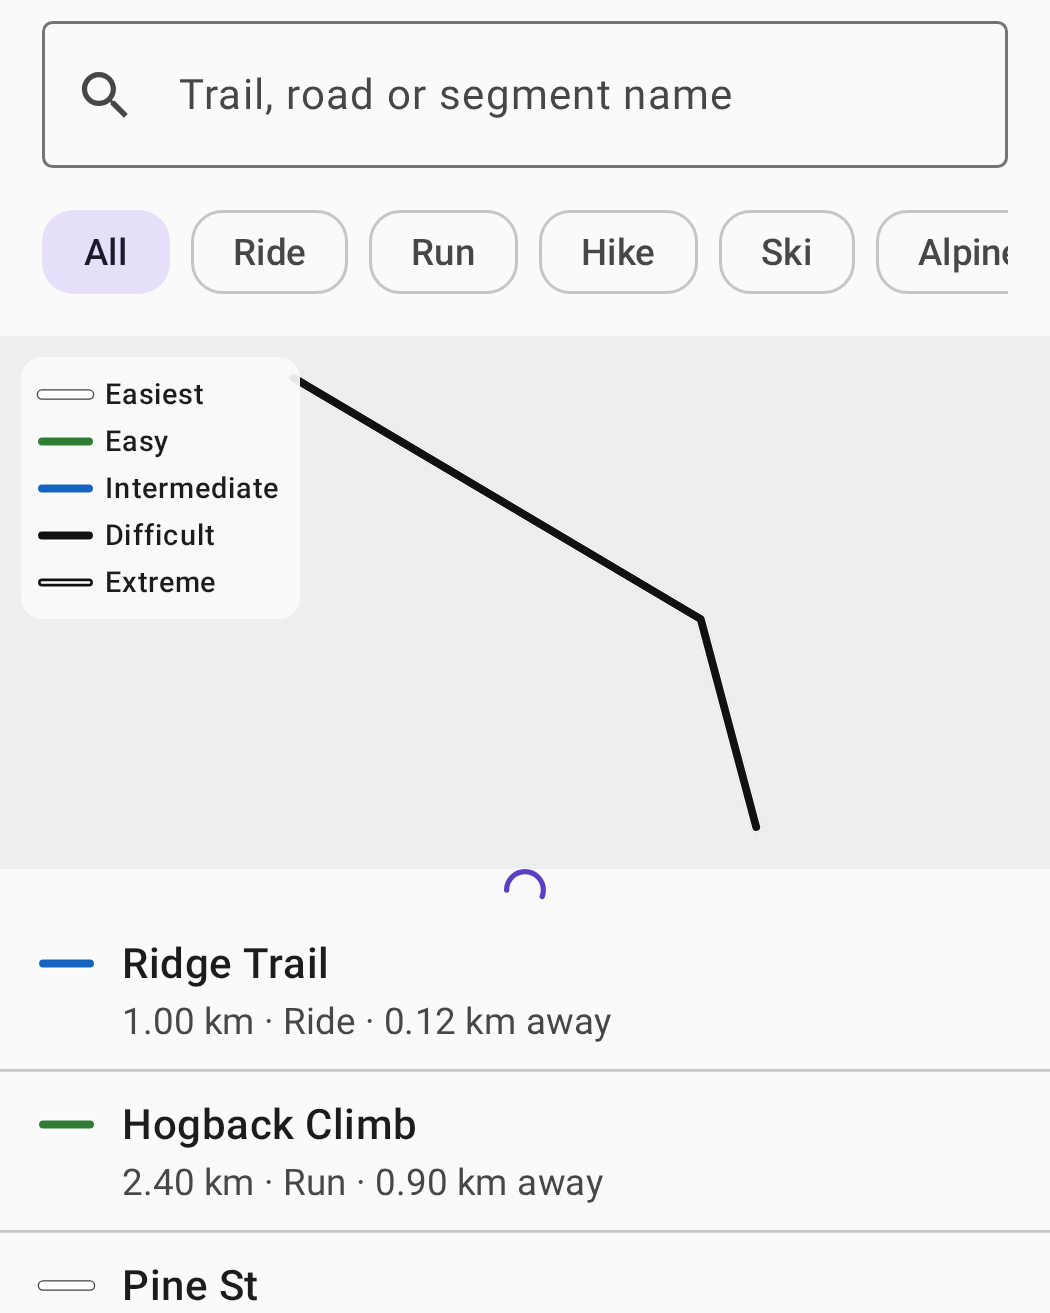 Trail, road or segment name
All Ride Run Hike Ski Alpine
Easiest
Easy
Intermediate
Difficult
Extreme
Ridge Trail
1.00 km · Ride · 0.12 km away
Hogback Climb
2.40 km · Run · 0.90 km away
Pine St